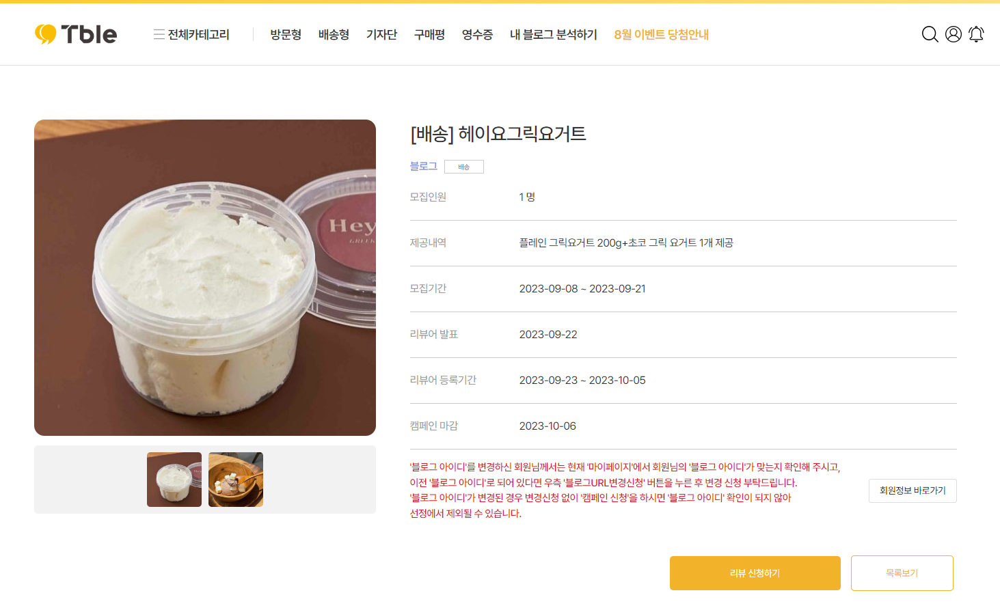 Tble
전체카테고리
방문형
배송형
기자단
구매평
영수증
내 블로그 분석하기
8월 이벤트 당첨안내
[배송] 헤이요그릭요거트
블로그
배송
모집인원
1 명
제공내역
플레인 그릭요거트 200g+초코 그릭 요거트 1개 제공
모집기간
2023-09-08 ~ 2023-09-21
리뷰어 발표
2023-09-22
리뷰어 등록기간
2023-09-23 ~ 2023-10-05
캠페인 마감
2023-10-06
'블로그 아이디'를 변경하신 회원님께서는 현재 '마이페이지'에서 회원님의 '블로그 아이디'가 맞는지 확인해 주시고,
이전 '블로그 아이디'로 되어 있다면 우측 '블로그URL변경신청' 버튼을 누른 후 변경 신청 부탁드립니다.
'블로그 아이디'가 변경된 경우 변경신청 없이 '캠페인 신청'을 하시면 '블로그 아이디' 확인이 되지 않아
선정에서 제외될 수 있습니다.
회원정보 바로가기
리뷰 신청하기
목록보기
Hey